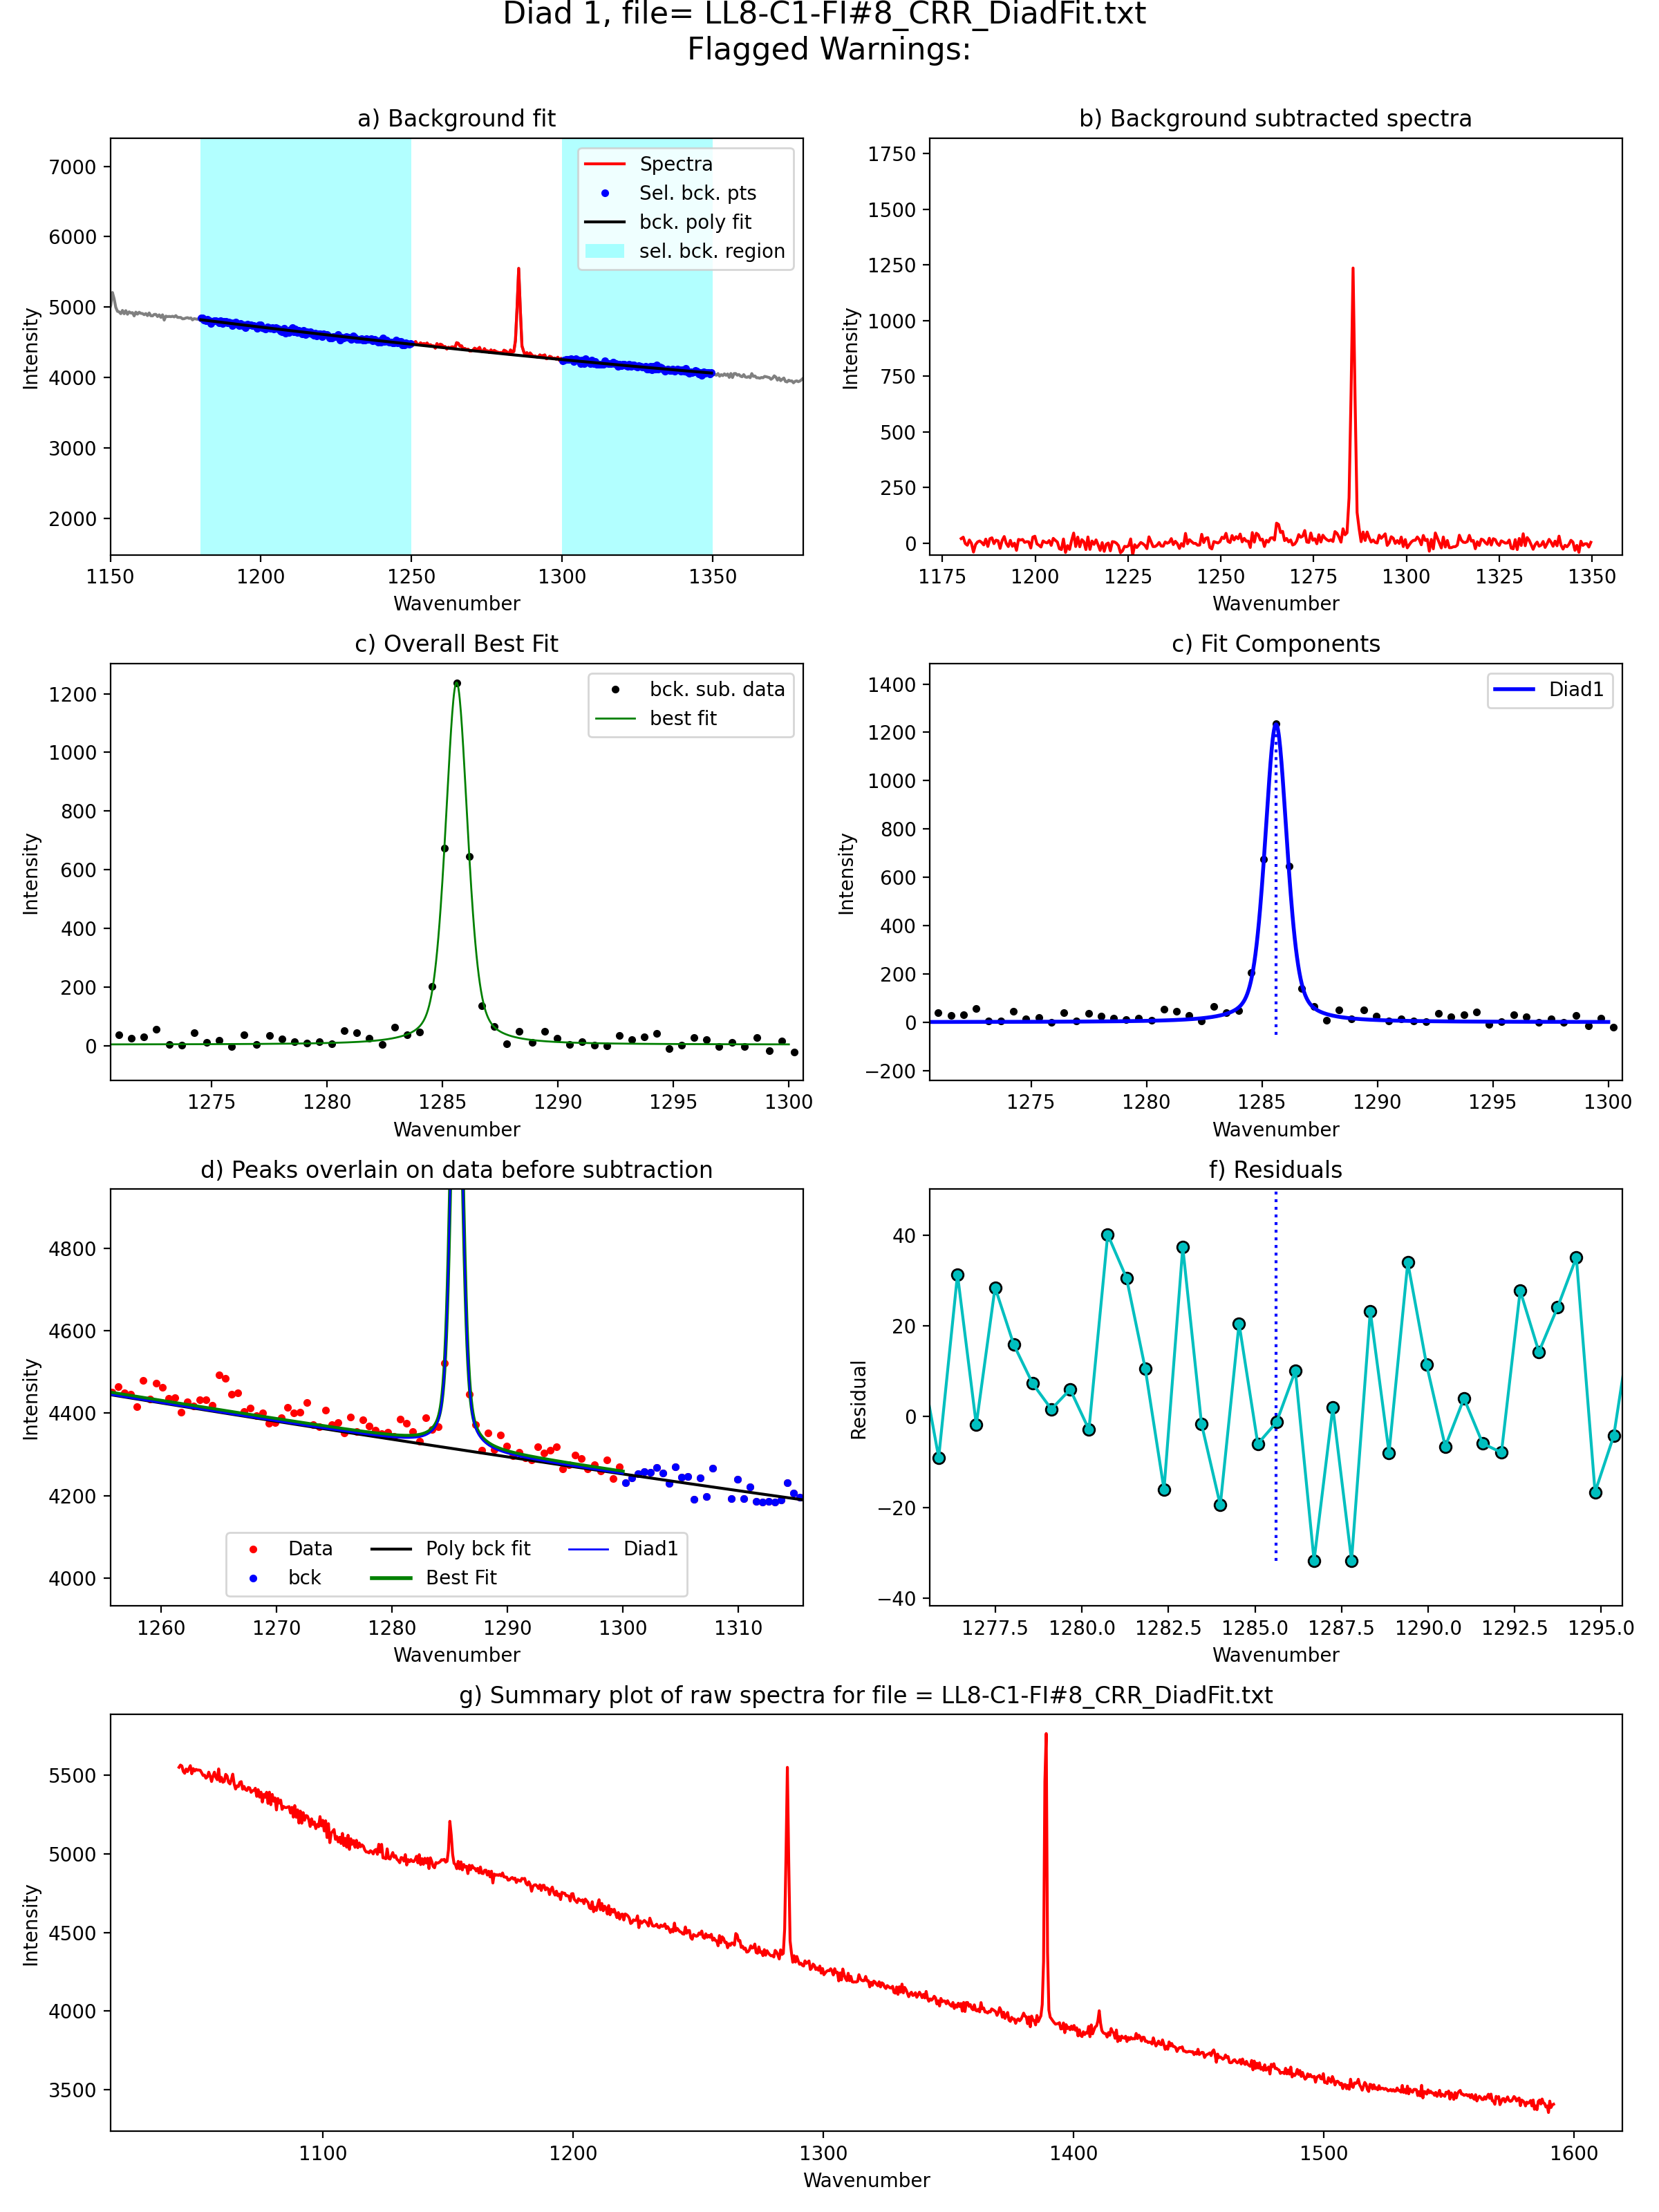 Diad 1, file= LL8-C1-FI#8_CRR_DiadFit.txt
Flagged Warnings:
a) Background fit
Intensity
7000
6000
5000
4000
3000
2000
Spectra
Sel. bck. pts
bck. poly fit
sel. bck. region
1150 1200 1250 1300 1350
Wavenumber
b) Background subtracted spectra
Intensity
1750
1500
1250
1000
750
500
250
0
1175 1200 1225 1250 1275 1300 1325 1350
Wavenumber
c) Overall Best Fit
Intensity
1200
1000
800
600
400
200
0
bck. sub. data
best fit
1275 1280 1285 1290 1295 1300
Wavenumber
c) Fit Components
Intensity
1400
1200
1000
800
600
400
200
0
−200
Diad1
1275 1280 1285 1290 1295 1300
Wavenumber
d) Peaks overlain on data before subtraction
Intensity
4800
4600
4400
4200
4000
Data
bck
Poly bck fit
Best Fit
Diad1
1260 1270 1280 1290 1300 1310
Wavenumber
f) Residuals
Residual
40
20
0
−20
−40
1277.5 1280.0 1282.5 1285.0 1287.5 1290.0 1292.5 1295.0
Wavenumber
g) Summary plot of raw spectra for file = LL8-C1-FI#8_CRR_DiadFit.txt
Intensity
5500
5000
4500
4000
3500
1100 1200 1300 1400 1500 1600
Wavenumber